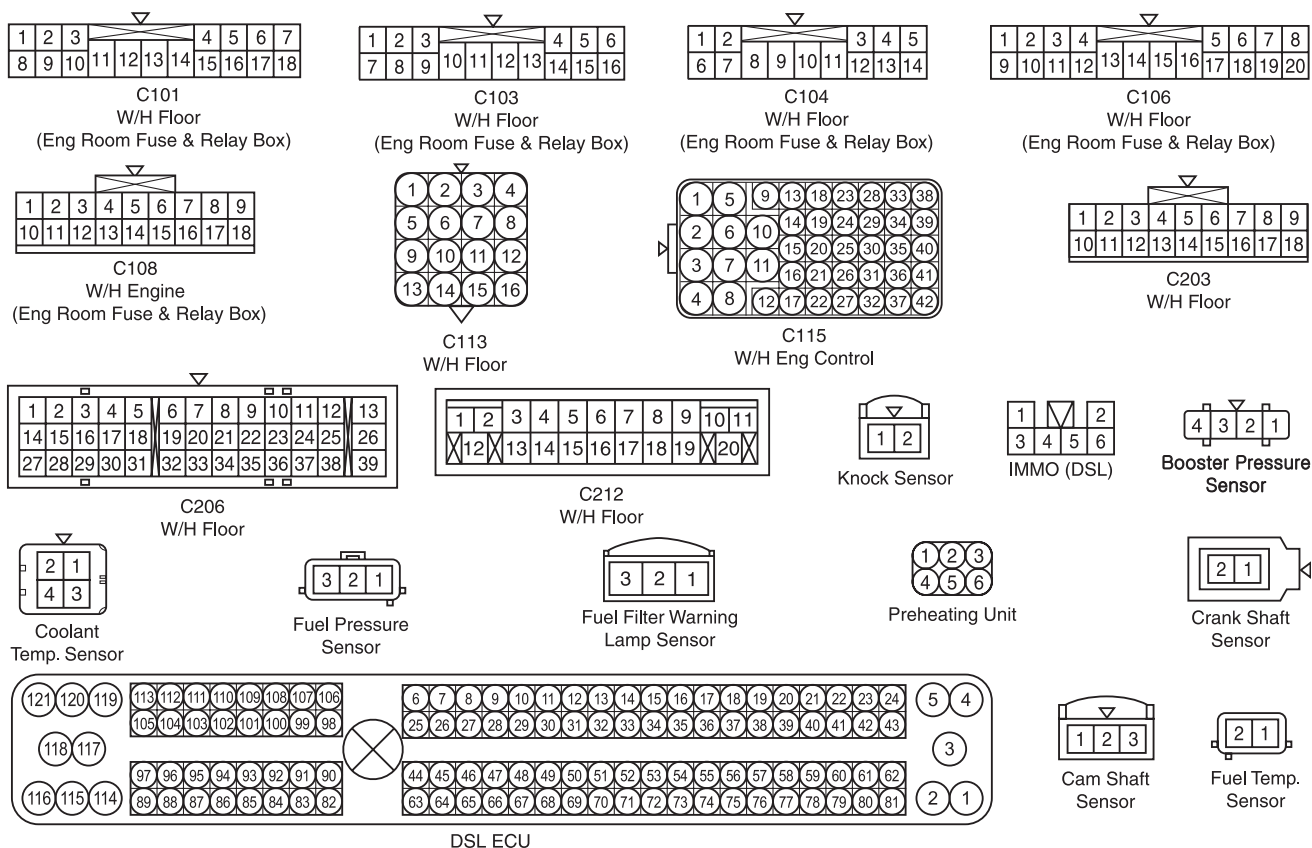 1 2 3 4 5 6 7
8 9 10 11 12 13 14 15 16 17 18
C101
W/H Floor
(Eng Room Fuse & Relay Box)
1 2 3 4 5 6
7 8 9 10 11 12 13 14 15 16
C103
W/H Floor
(Eng Room Fuse & Relay Box)
1 2 3 4 5
6 7 8 9 10 11 12 13 14
C104
W/H Floor
(Eng Room Fuse & Relay Box)
1 2 3 4 5 6 7 8
9 10 11 12 13 14 15 16 17 18 19 20
C106
W/H Floor
(Eng Room Fuse & Relay Box)
1 2 3 4 5 6 7 8 9
10 11 12 13 14 15 16 17 18
C108
W/H Engine
(Eng Room Fuse & Relay Box)
1 2 3 4
5 6 7 8
9 10 11 12
13 14 15 16
C113
W/H Floor
1 5 9 13 18 23 28 33 38
2 6 10 14 19 24 29 34 39
15 20 25 30 35 40
3 7 11 16 21 26 31 36 41
4 8 12 17 22 27 32 37 42
C115
W/H Eng Control
1 2 3 4 5 6 7 8 9
10 11 12 13 14 15 16 17 18
C203
W/H Floor
1 2 3 4 5 6 7 8 9 10 11 12 13
14 15 16 17 18 19 20 21 22 23 24 25 26
27 28 29 30 31 32 33 34 35 36 37 38 39
C206
W/H Floor
1 2 3 4 5 6 7 8 9 10 11
12 13 14 15 16 17 18 19 20
C212
W/H Floor
1 2
Knock Sensor
1 2
3 4 5 6
IMMO (DSL)
4 3 2 1
Booster Pressure
Sensor
2 1
4 3
Coolant
Temp. Sensor
3 2 1
Fuel Pressure
Sensor
3 2 1
Fuel Filter Warning
Lamp Sensor
1 2 3
4 5 6
Preheating Unit
2 1
Crank Shaft
Sensor
121 120 119 113 112 111 110 109 108 107 106 6 7 8 9 10 11 12 13 14 15 16 17 18 19 20 21 22 23 24 5 4
105 104 103 102 101 100 99 98 25 26 27 28 29 30 31 32 33 34 35 36 37 38 39 40 41 42 43
118 117 3
97 96 95 94 93 92 91 90 44 45 46 47 48 49 50 51 52 53 54 55 56 57 58 59 60 61 62
116 115 114 89 88 87 86 85 84 83 82 63 64 65 66 67 68 69 70 71 72 73 74 75 76 77 78 79 80 81 2 1
DSL ECU
1 2 3
Cam Shaft
Sensor
2 1
Fuel Temp.
Sensor